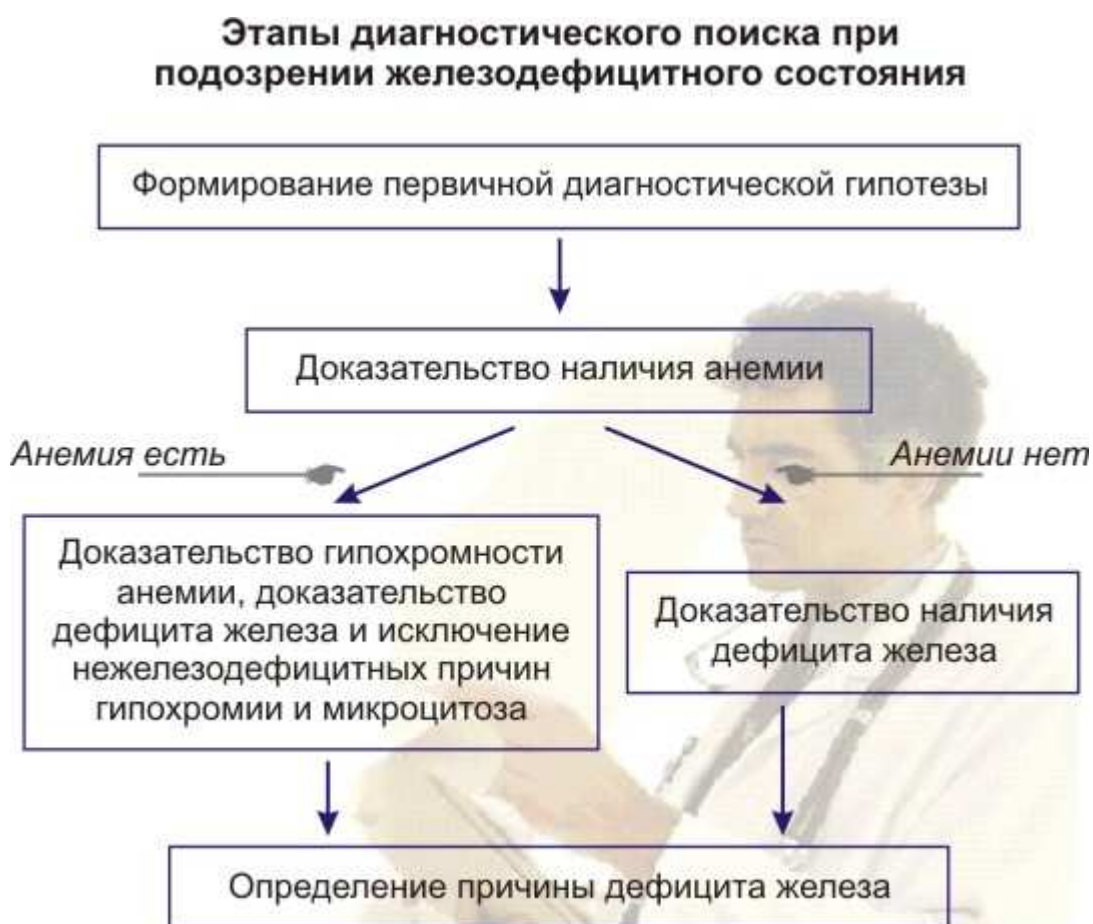 Этапы диагностического поиска при
подозрении железодефицитного состояния
Формирование первичной диагностической гипотезы
Доказательство наличия анемии
Анемия есть
Анемии нет
Доказательство гипохромности
анемии, доказательство
дефицита железа и исключение
нежелезодефицитных причин
гипохромии и микроцитоза
Доказательство наличия
дефицита железа
Определение причины дефицита железа